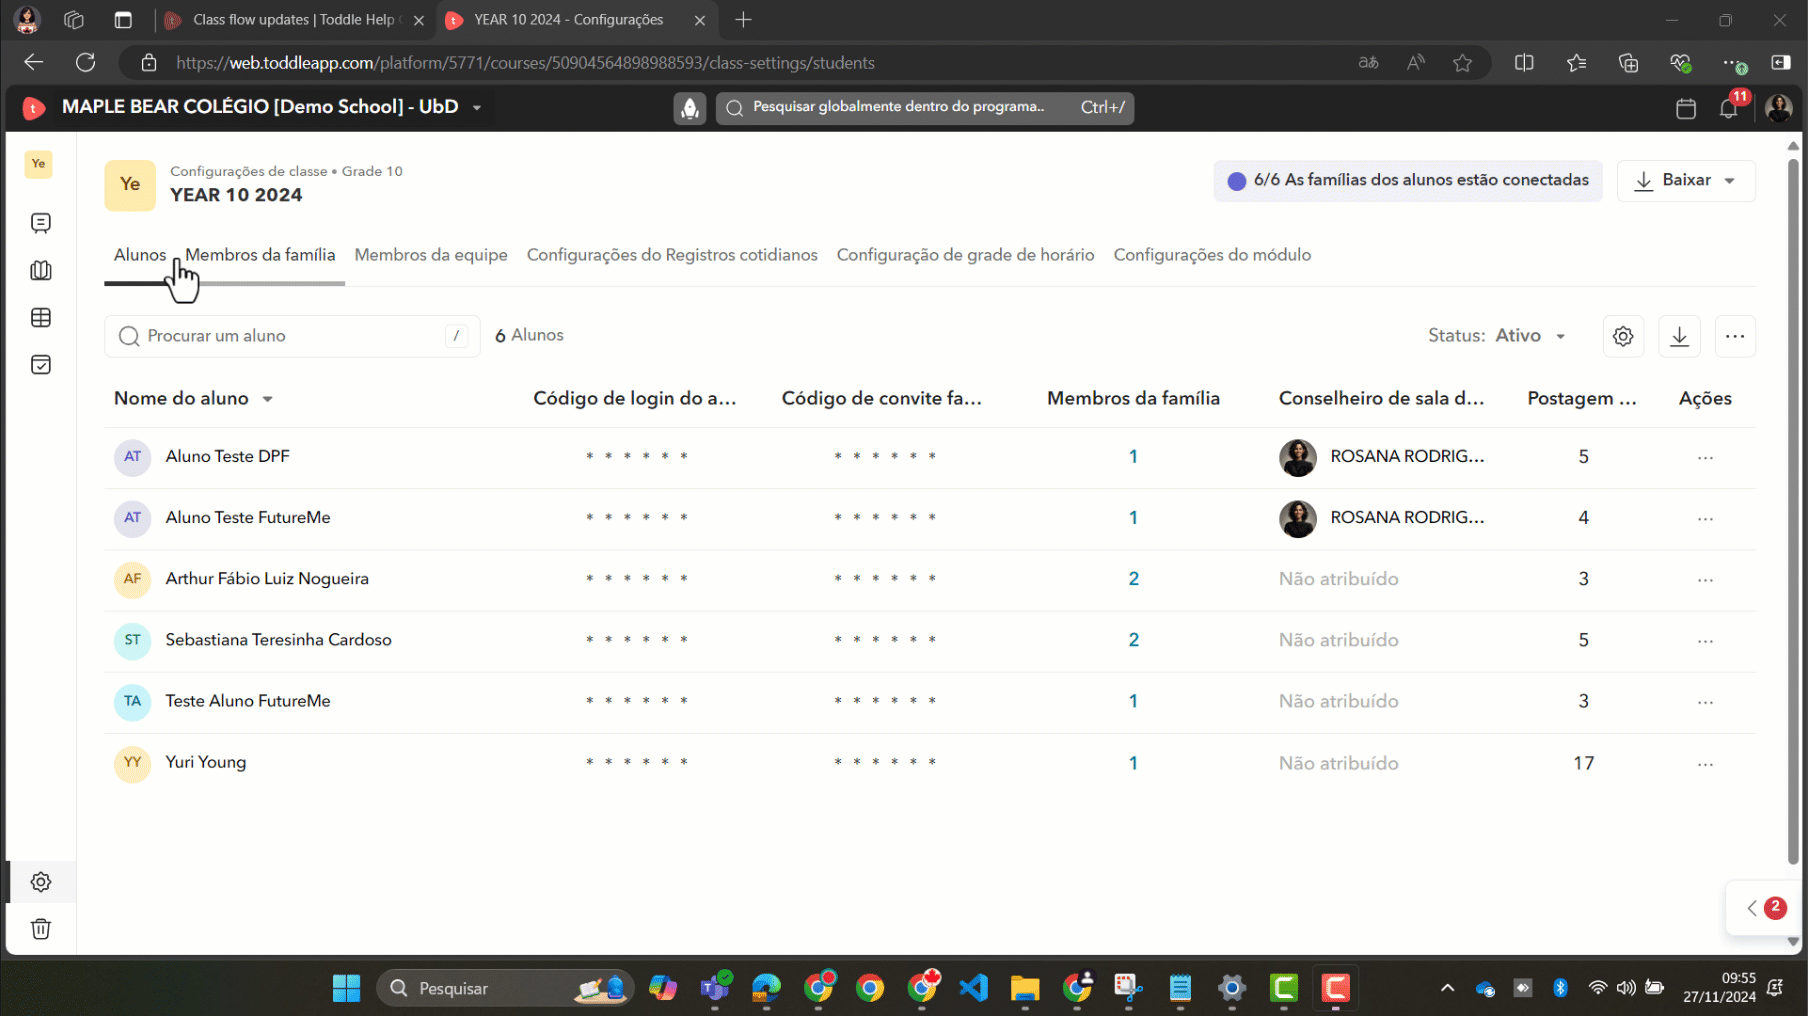 Class flow updates | Toddle Help
YEAR 10 2024 - Configurações
https://web.toddleapp.com/platform/5771/courses/50904564898988593/class-settings/students
MAPLE BEAR COLÉGIO [Demo School] - UbD
Pesquisar globalmente dentro do programa.. Ctrl+/
11
Ye
Ye
Configurações de classe • Grade 10
YEAR 10 2024
6/6 As famílias dos alunos estão conectadas
Baixar
Alunos Membros da família Membros da equipe Configurações do Registros cotidianos Configuração de grade de horário Configurações do módulo
Procurar um aluno /
6 Alunos
Status: Ativo
Nome do aluno Código de login do a... Código de convite fa... Membros da família Conselheiro de sala d... Postagem ... Ações
AT Aluno Teste DPF * * * * * * * * * * * * 1 ROSANA RODRIG... 5 ...
AT Aluno Teste FutureMe * * * * * * * * * * * * 1 ROSANA RODRIG... 4 ...
AF Arthur Fábio Luiz Nogueira * * * * * * * * * * * * 2 Não atribuído 3 ...
ST Sebastiana Teresinha Cardoso * * * * * * * * * * * * 2 Não atribuído 5 ...
TA Teste Aluno FutureMe * * * * * * * * * * * * 1 Não atribuído 3 ...
YY Yuri Young * * * * * * * * * * * * 1 Não atribuído 17 ...
2
Pesquisar
09:55
27/11/2024